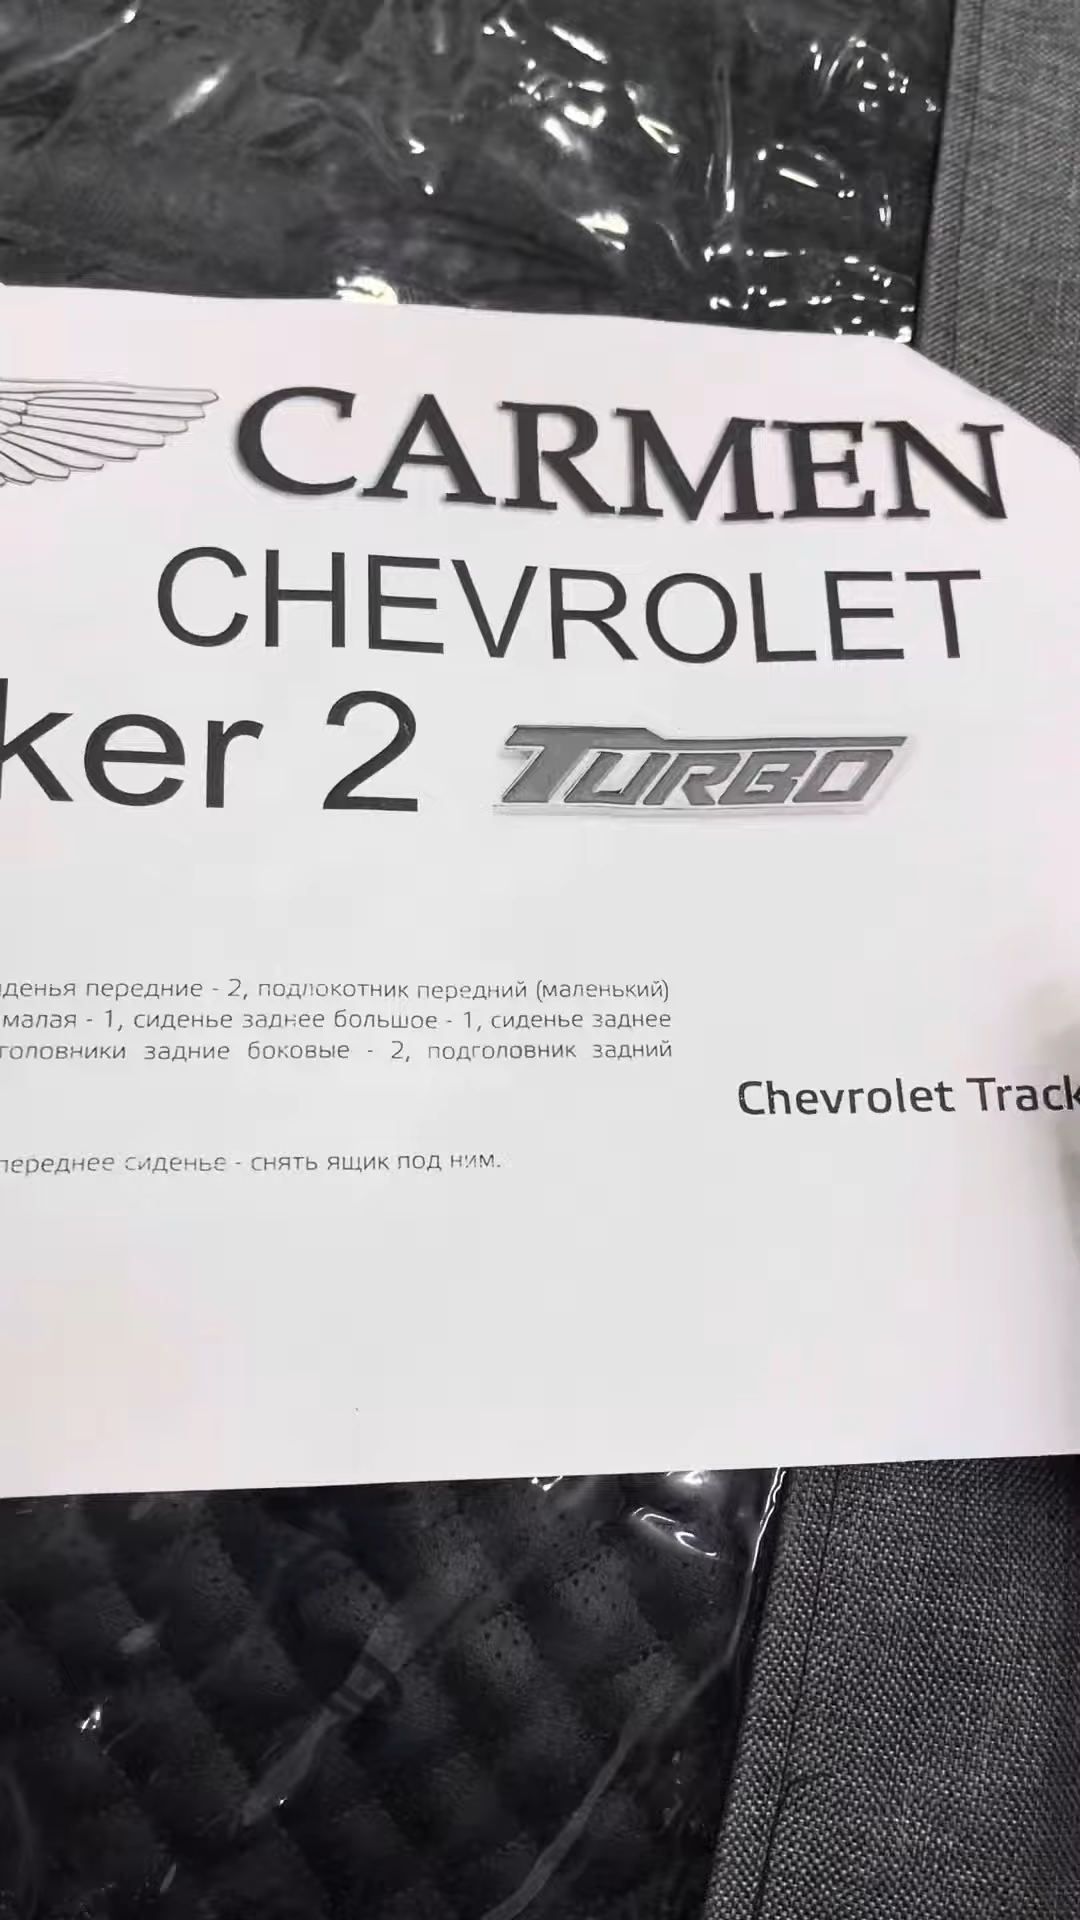 CARMEN
CHEVROLET
ker 2 TURBO
иденья передние - 2, подлокотник передний (маленький)
малая - 1, сиденье заднее большое - 1, сиденье заднее
головники задние боковые - 2, подголовник задний
Chevrolet Track
переднее сиденье - снять ящик под ним.